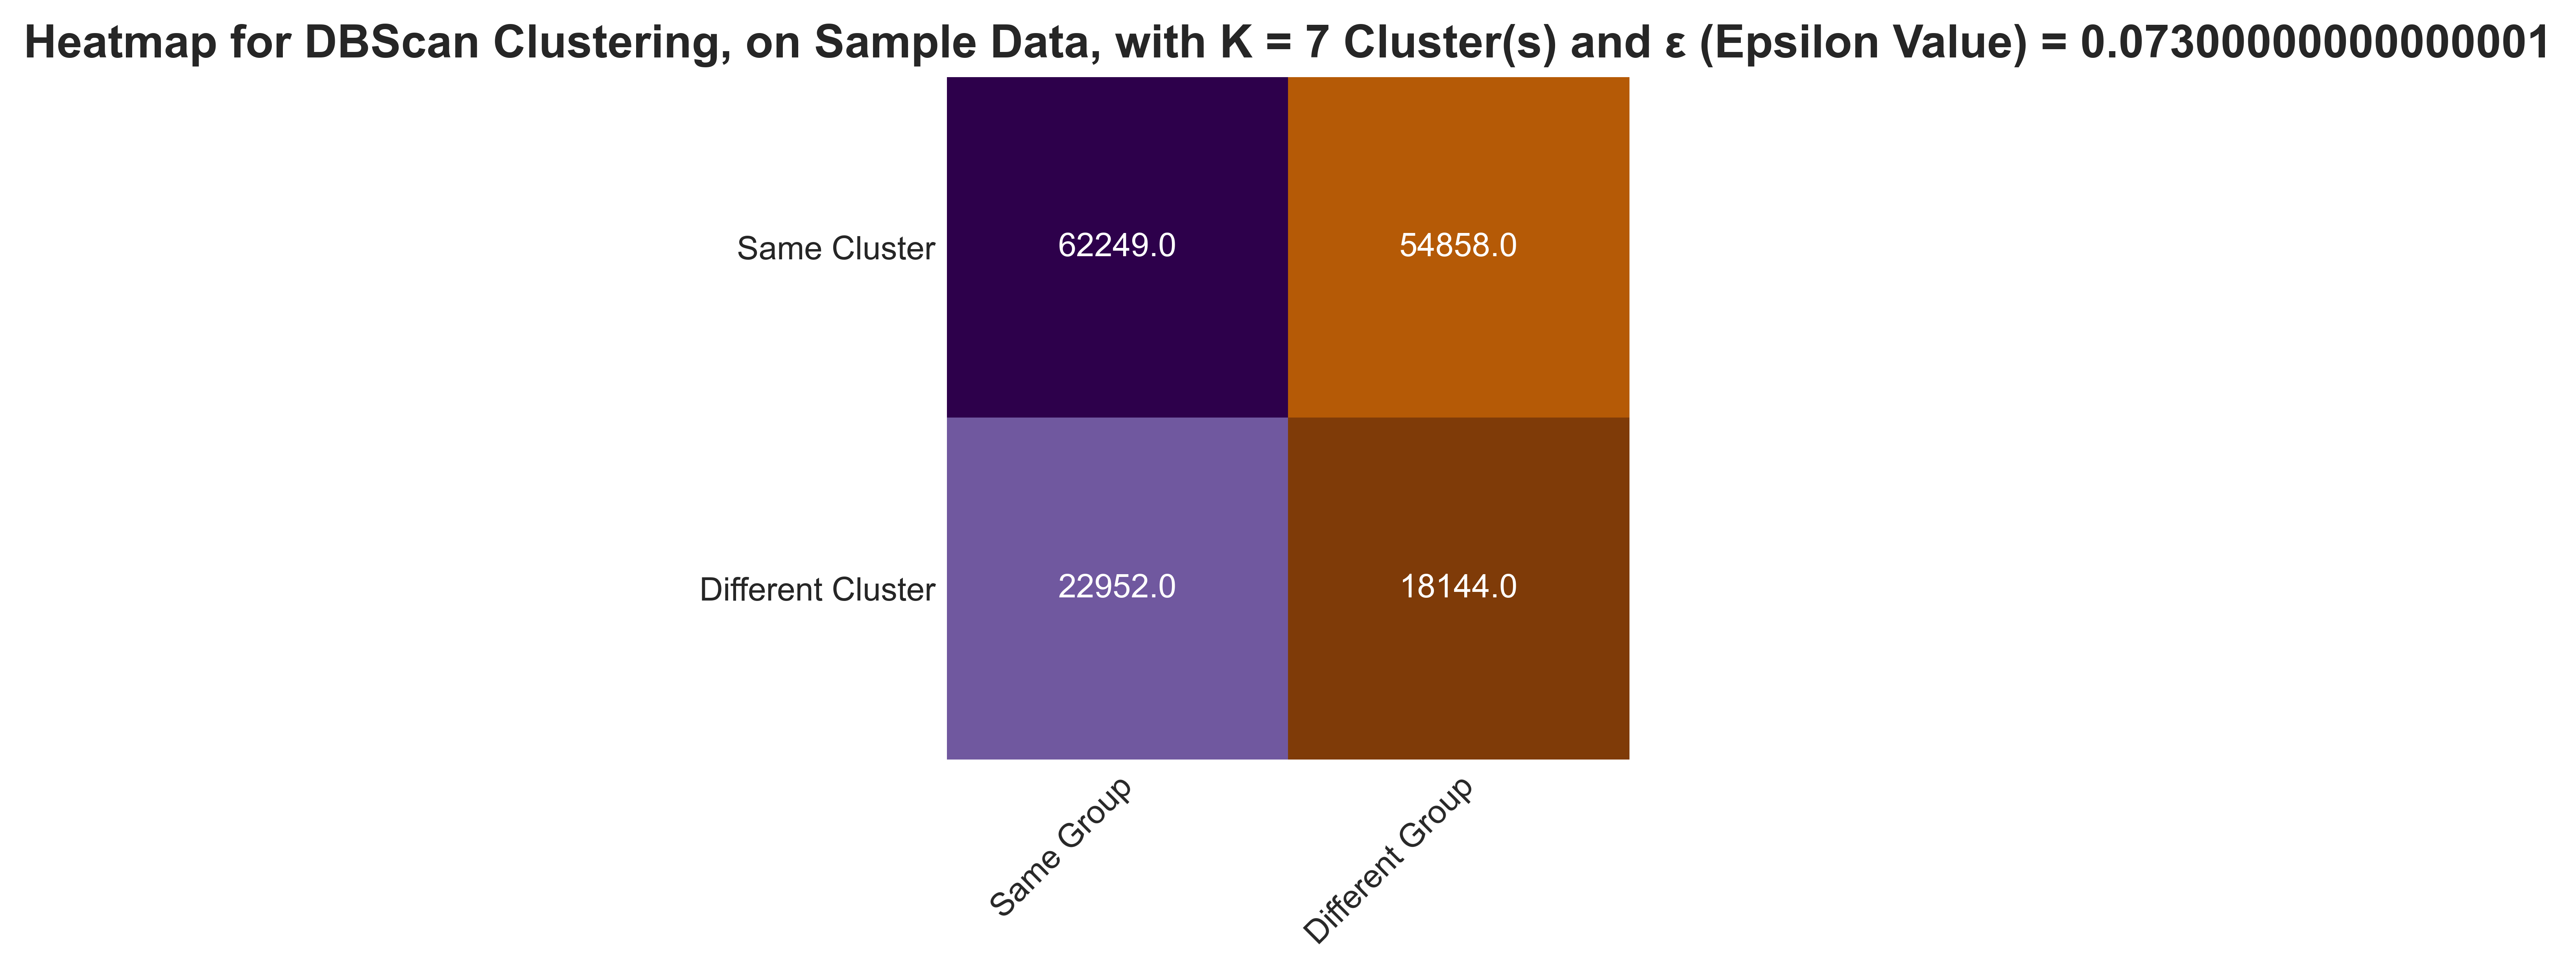 Heatmap for DBScan Clustering, on Sample Data, with K = 7 Cluster(s) and ε (Epsilon Value) = 0.07300000000000001
Same Cluster
62249.0
54858.0
Different Cluster
22952.0
18144.0
Same Group
Different Group